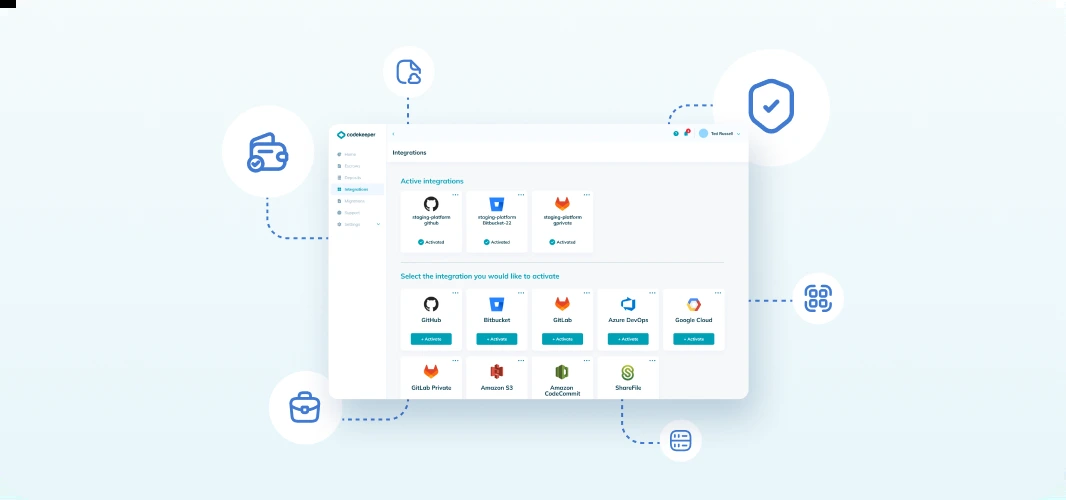 codekeeper
Ted Russell
Integrations
Home
Escrows
Deposits
Integrations
Migrations
Support
Settings
Active integrations
staging-platform
github
Activated
staging-platform
Bitbucket-22
Activated
staging-platform
gprivate
Activated
Select the integration you would like to activate
GitHub
+ Activate
Bitbucket
+ Activate
GitLab
+ Activate
Azure DevOps
+ Activate
Google Cloud
+ Activate
GitLab Private
Amazon S3
Amazon
CodeCommit
ShareFile